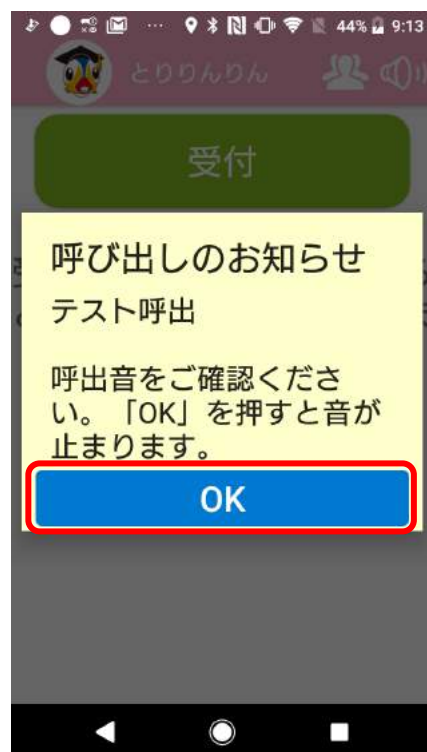 44% 9:13
とりりんりん
受付
呼び出しのお知らせ
テスト呼出
呼出音をご確認くださ
い。「OK」を押すと音が
止まります。
OK